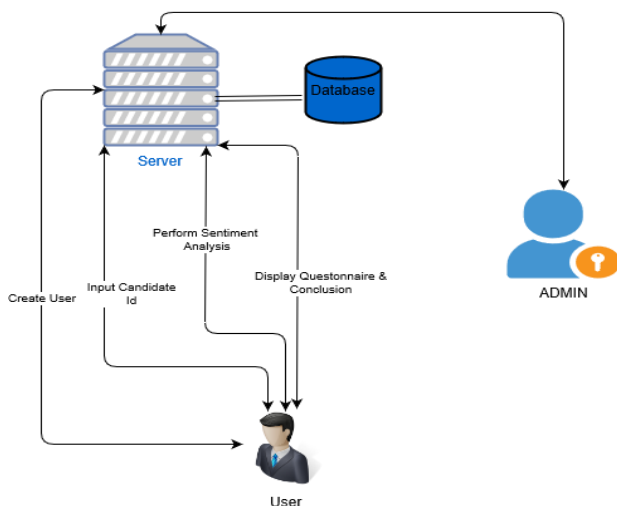 Database
Server
Perform Sentiment
Analysis
Create User
Input Candidate
Id
Display Questonnaire &
Conclusion
ADMIN
User